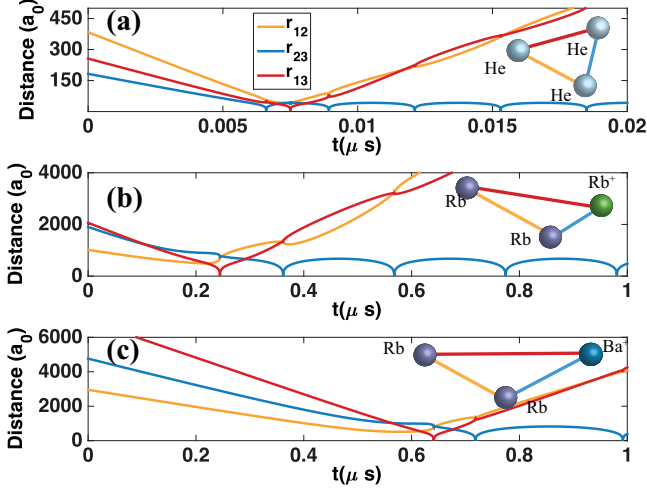 (a)
r12
r23
r13
He
He
He
450
300
150
Distance (a0)
0
0.005
0.01
0.015
0.02
t(μ s)
(b)
Rb
Rb+
Rb
4000
2000
0
Distance (a0)
0
0.2
0.4
0.6
0.8
1
t(μ s)
(c)
Rb
Ba+
Rb
6000
4000
2000
0
Distance (a0)
0
0.2
0.4
0.6
0.8
1
t(μ s)